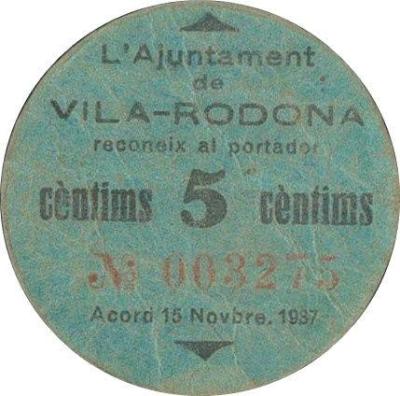 L'Ajuntament
de
VILA-RODONA
reconeix al portador
cèntims 5 cèntims
№ 003275
Acord 15 Novbre. 1937